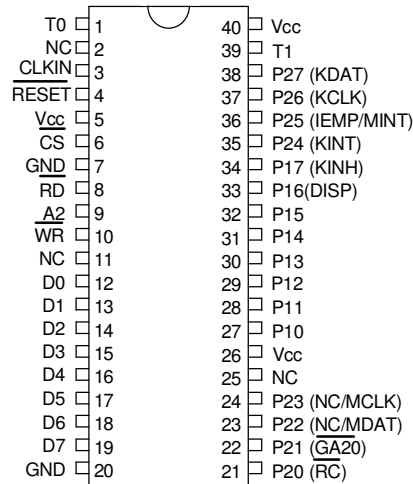 T0 1 40 Vcc
NC 2 39 T1
CLKIN 3 38 P27 (KDAT)
RESET 4 37 P26 (KCLK)
Vcc 5 36 P25 (IEMP/MINT)
CS 6 35 P24 (KINT)
GND 7 34 P17 (KINH)
RD 8 33 P16(DISP)
A2 9 32 P15
WR 10 31 P14
NC 11 30 P13
D0 12 29 P12
D1 13 28 P11
D2 14 27 P10
D3 15 26 Vcc
D4 16 25 NC
D5 17 24 P23 (NC/MCLK)
D6 18 23 P22 (NC/MDAT)
D7 19 22 P21 (GA20)
GND 20 21 P20 (RC)